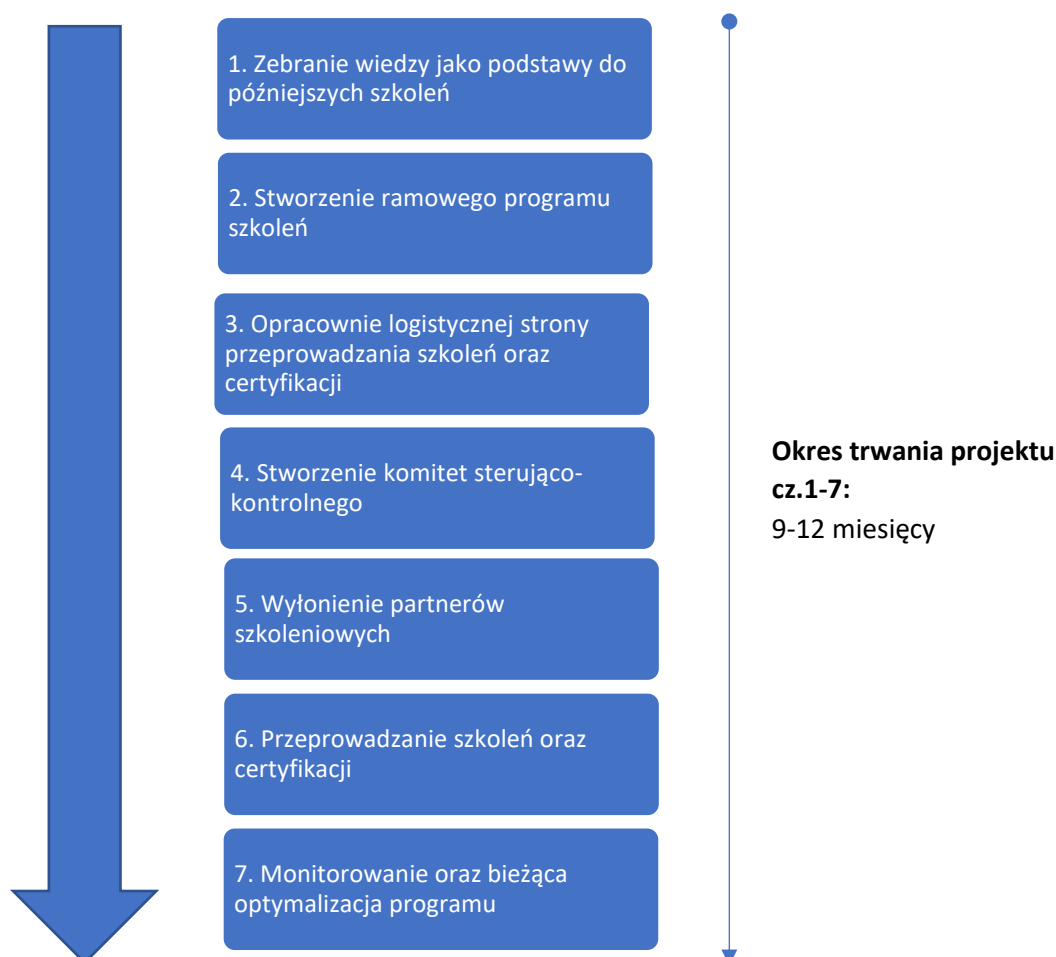 1. Zebranie wiedzy jako podstawy do
późniejszych szkoleń
2. Stworzenie ramowego programu
szkoleń
3. Opracownie logistycznej strony
przeprowadzania szkoleń oraz
certyfikacji
4. Stworzenie komitet sterująco-
kontrolnego
5. Wyłonienie partnerów
szkoleniowych
6. Przeprowadzanie szkoleń oraz
certyfikacji
7. Monitorowanie oraz bieżąca
optymalizacja programu
Okres trwania projektu
cz.1-7:
9-12 miesięcy